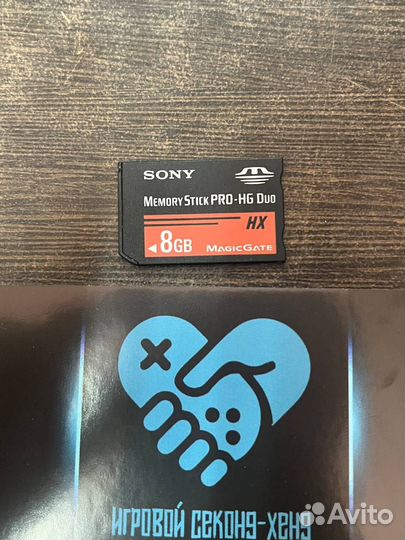 SONY
MEMORY STICK PRO-HG DUO
HX
8GB
MAGICGATE
ИГРОВОЙ СЕКОНД-ХЕНД
Avito